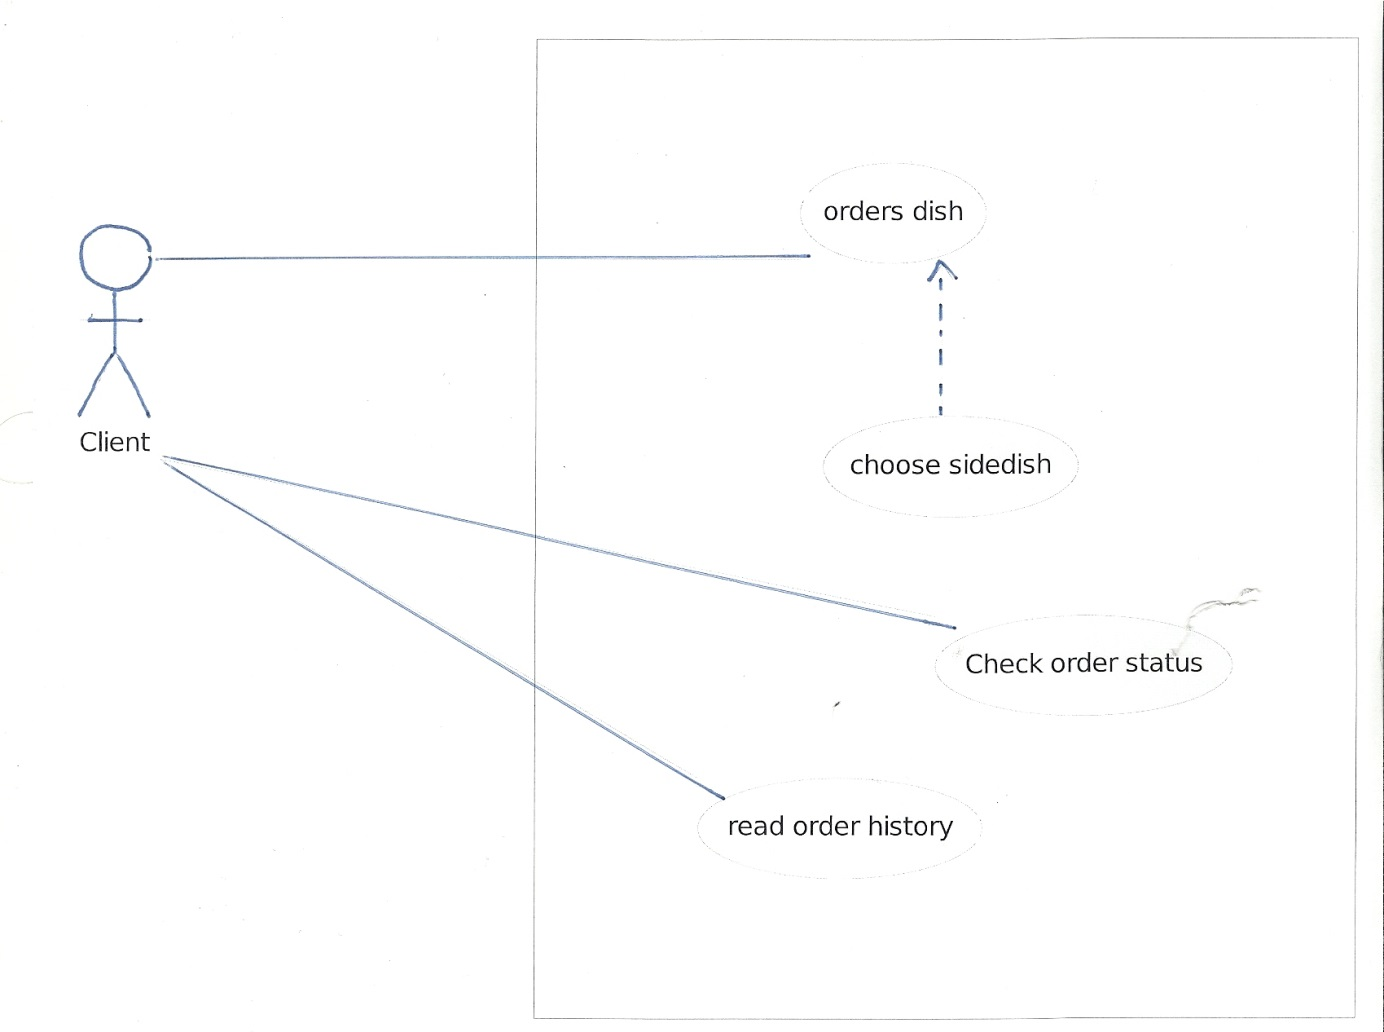 orders dish
Client
choose sidedish
Check order status
read order history